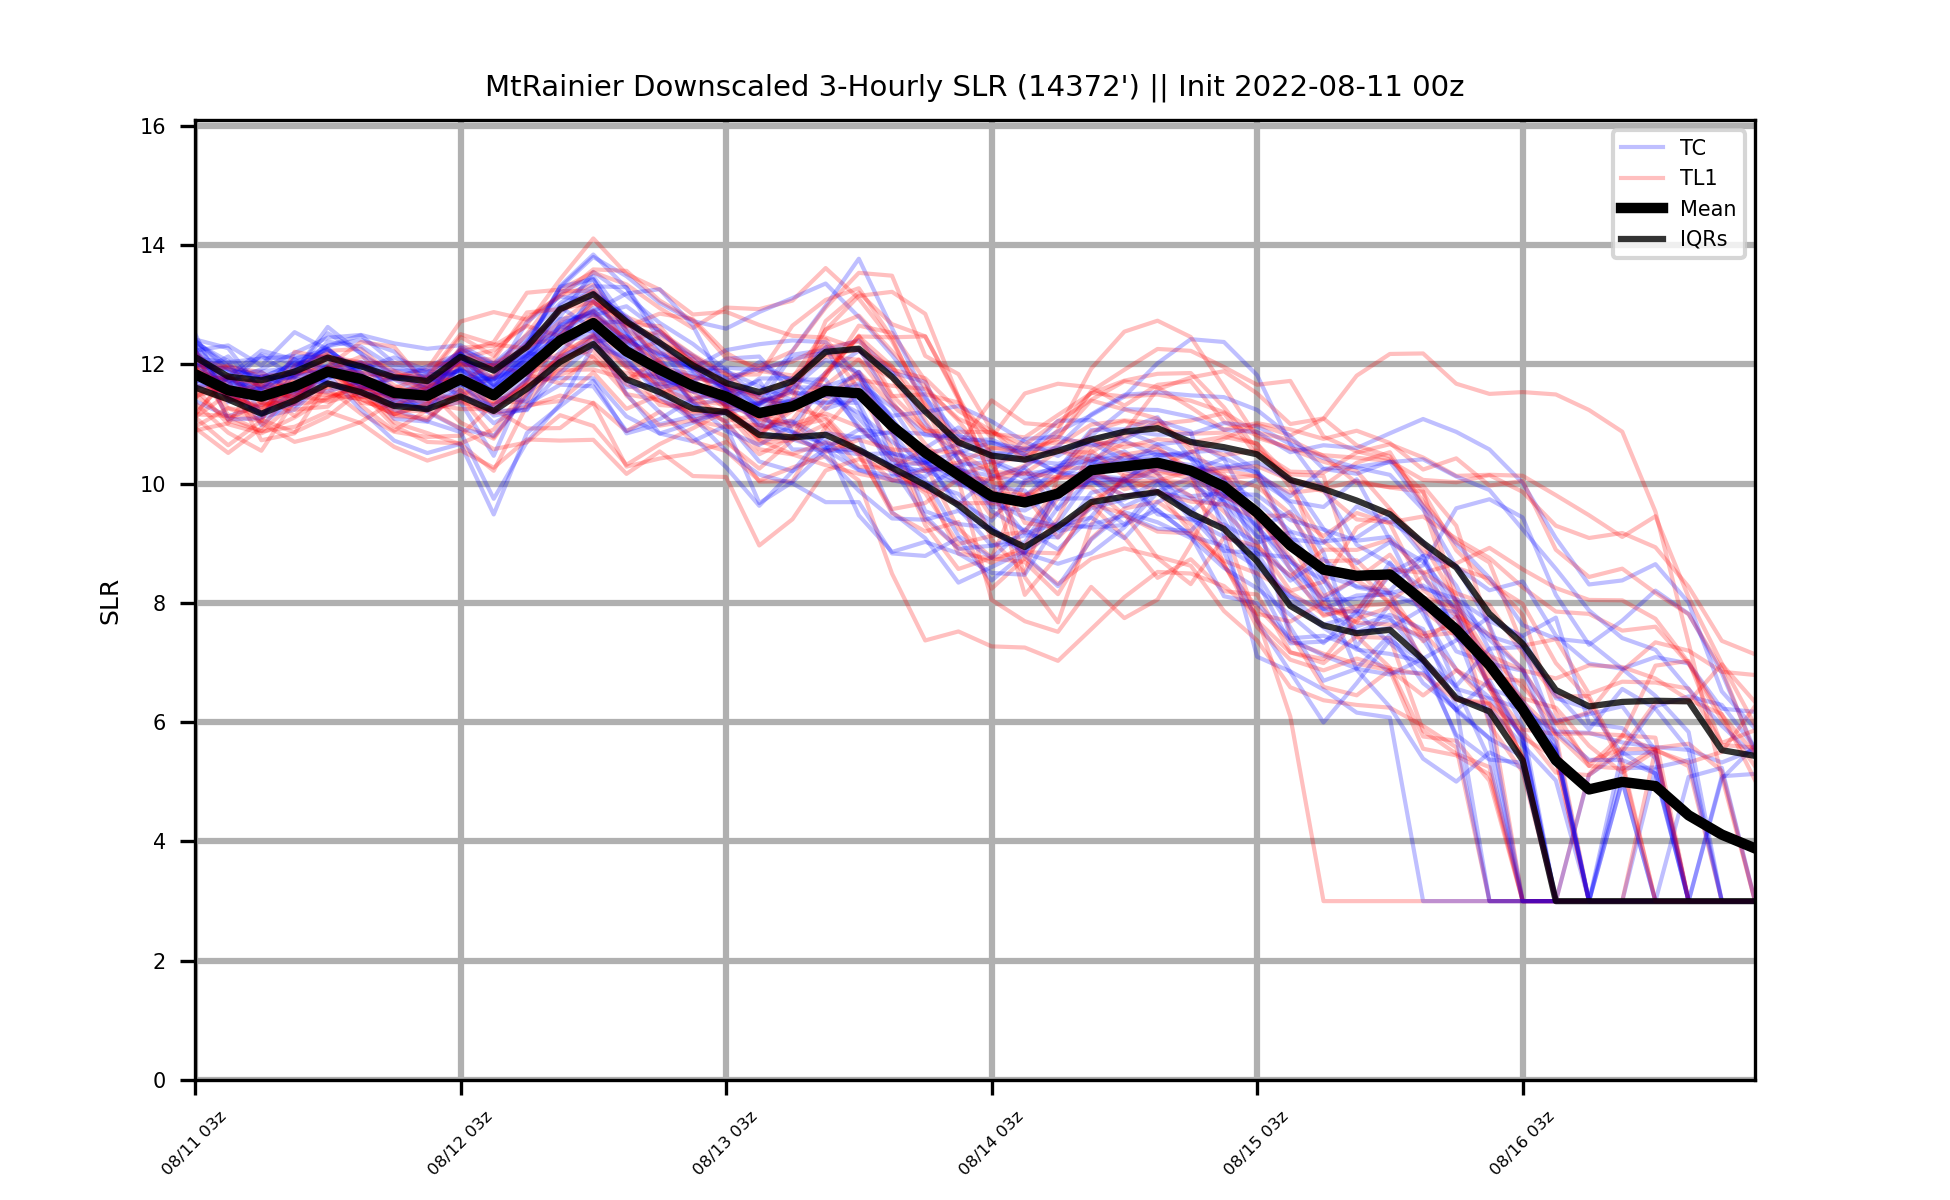 MtRainier Downscaled 3-Hourly SLR (14372') || Init 2022-08-11 00z
TC
TL1
Mean
IQRs
SLR
16
14
12
10
8
6
4
2
0
08/11 03z
08/12 03z
08/13 03z
08/14 03z
08/15 03z
08/16 03z